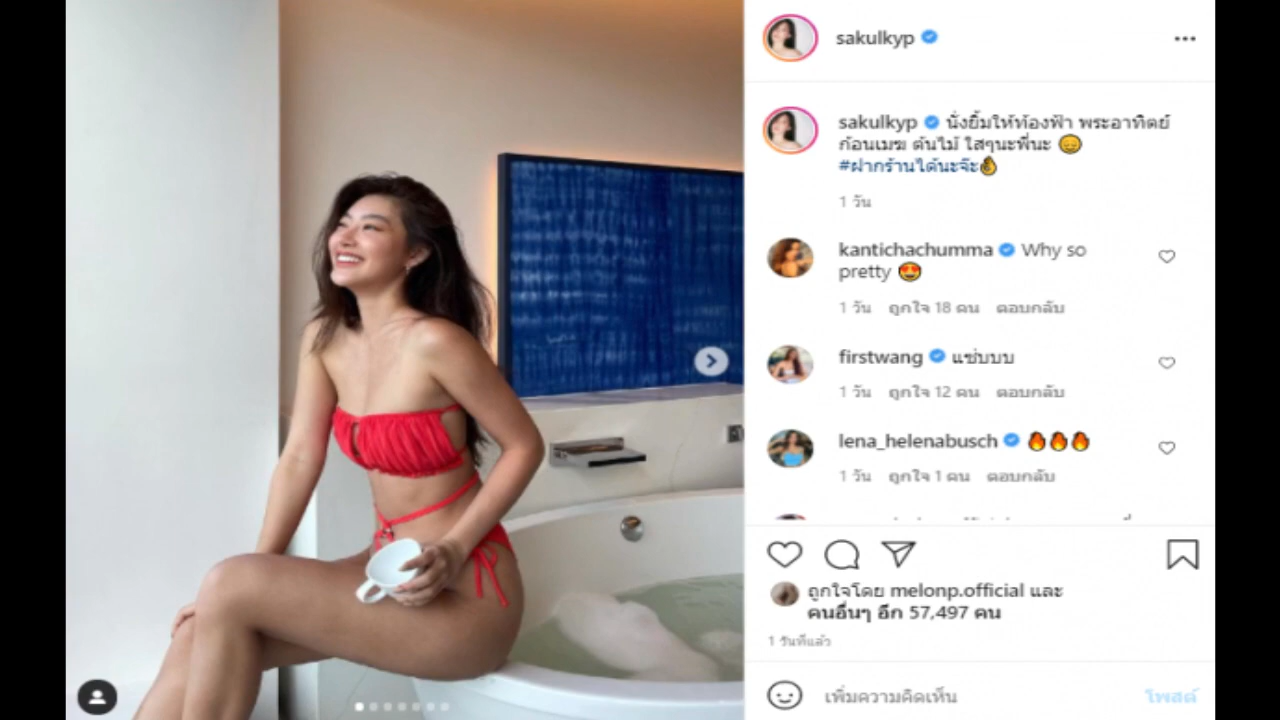 sakulkyp
sakulkyp นั่งยิ้มให้ท้องฟ้า พระอาทิตย์
ก้อนเมฆ ต้นไม้ ใสๆนะพี่นะ 😑
#ฝากร้านได้นะจ๊ะ👌
1 วัน
kantichachumma Why so
pretty 😍
1 วัน ถูกใจ 18 คน ตอบกลับ
firstwang แซ่บบบ
1 วัน ถูกใจ 12 คน ตอบกลับ
lena_helenabusch 🔥🔥🔥
1 วัน ถูกใจ 1 คน ตอบกลับ
ถูกใจโดย melonp.official และ
คนอื่นๆ อีก 57,497 คน
1 วันที่แล้ว
เพิ่มความคิดเห็น
โพสต์